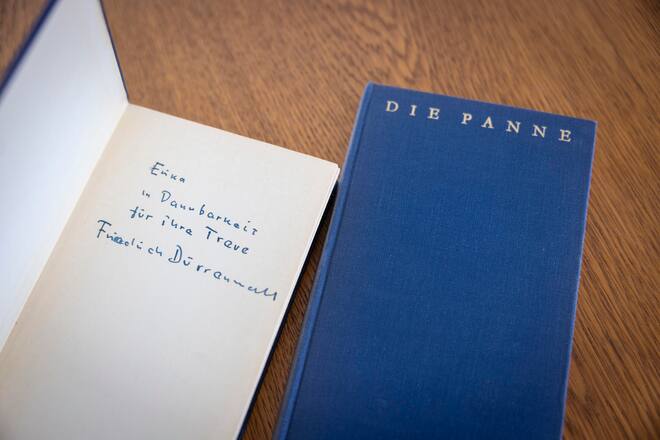 Erika
in Dankbarkeit
für ihre Treue
Friedrich Dürrenmatt
DIE PANNE